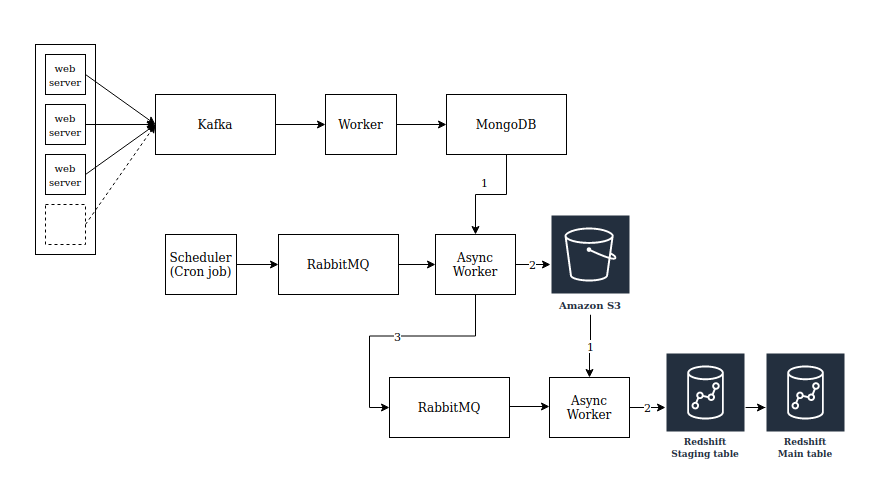 web
server
web
server
web
server
Kafka
Worker
MongoDB
1
Scheduler
(Cron job)
RabbitMQ
Async
Worker
2
Amazon S3
3
1
RabbitMQ
Async
Worker
2
Redshift
Staging table
Redshift
Main table